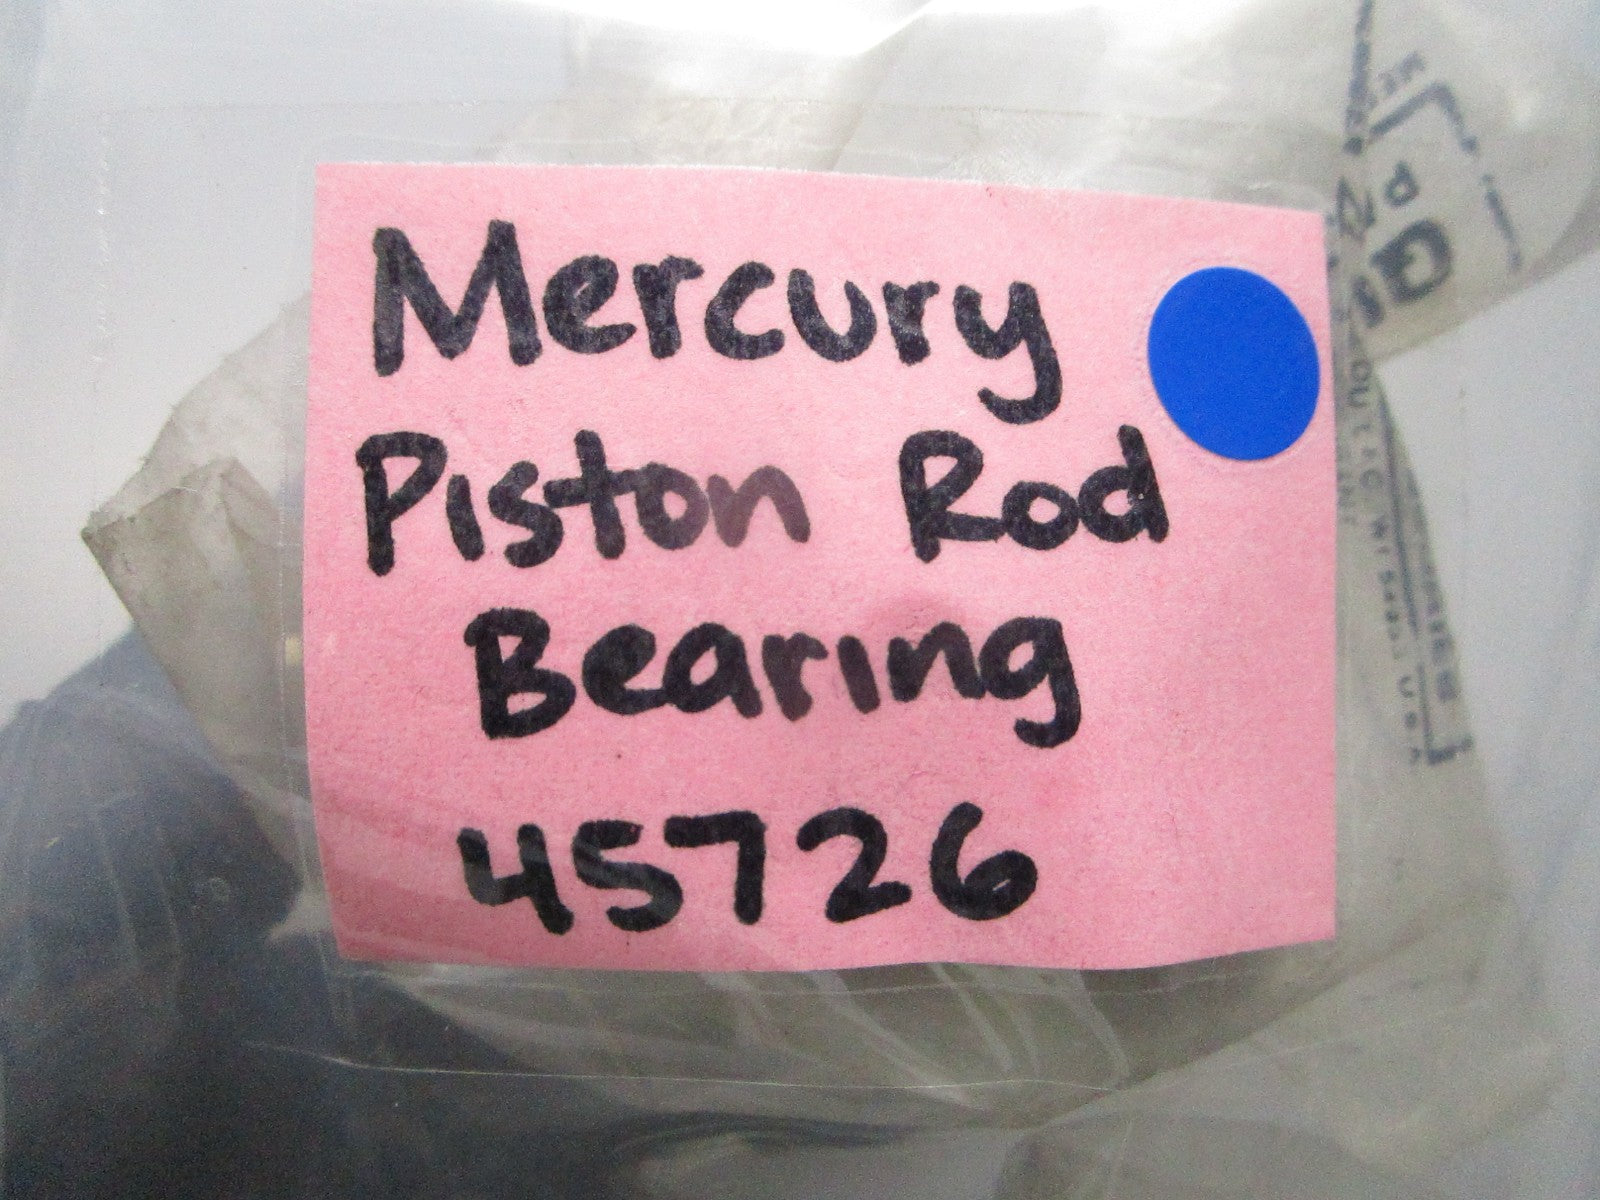 Mercury
Piston Rod
Bearing
45726